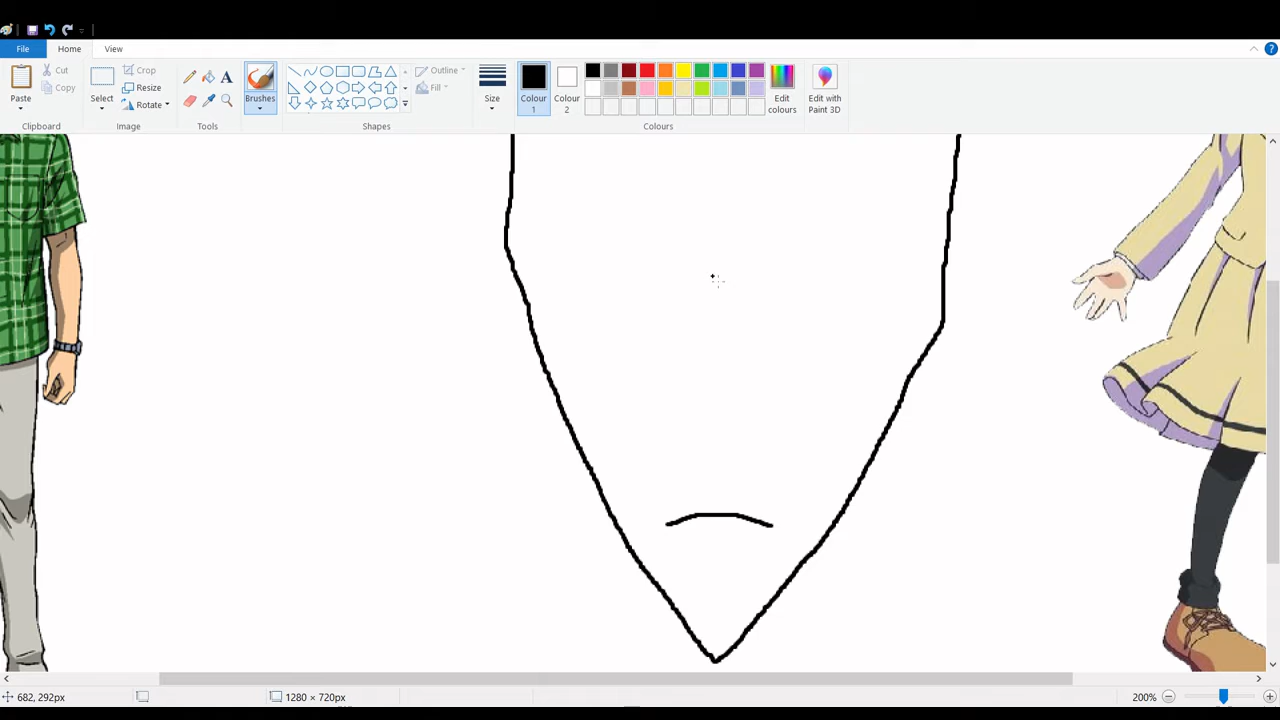 File Home View
Paste
Cut
Copy
Clipboard
Select
Crop
Resize
Rotate
Image
A
Tools
Brushes
Shapes
Outline
Fill
Size
Colour
1
Colour
2
Edit
colours
Edit with
Paint 3D
Colours
?
682, 292px
1280 × 720px
200%